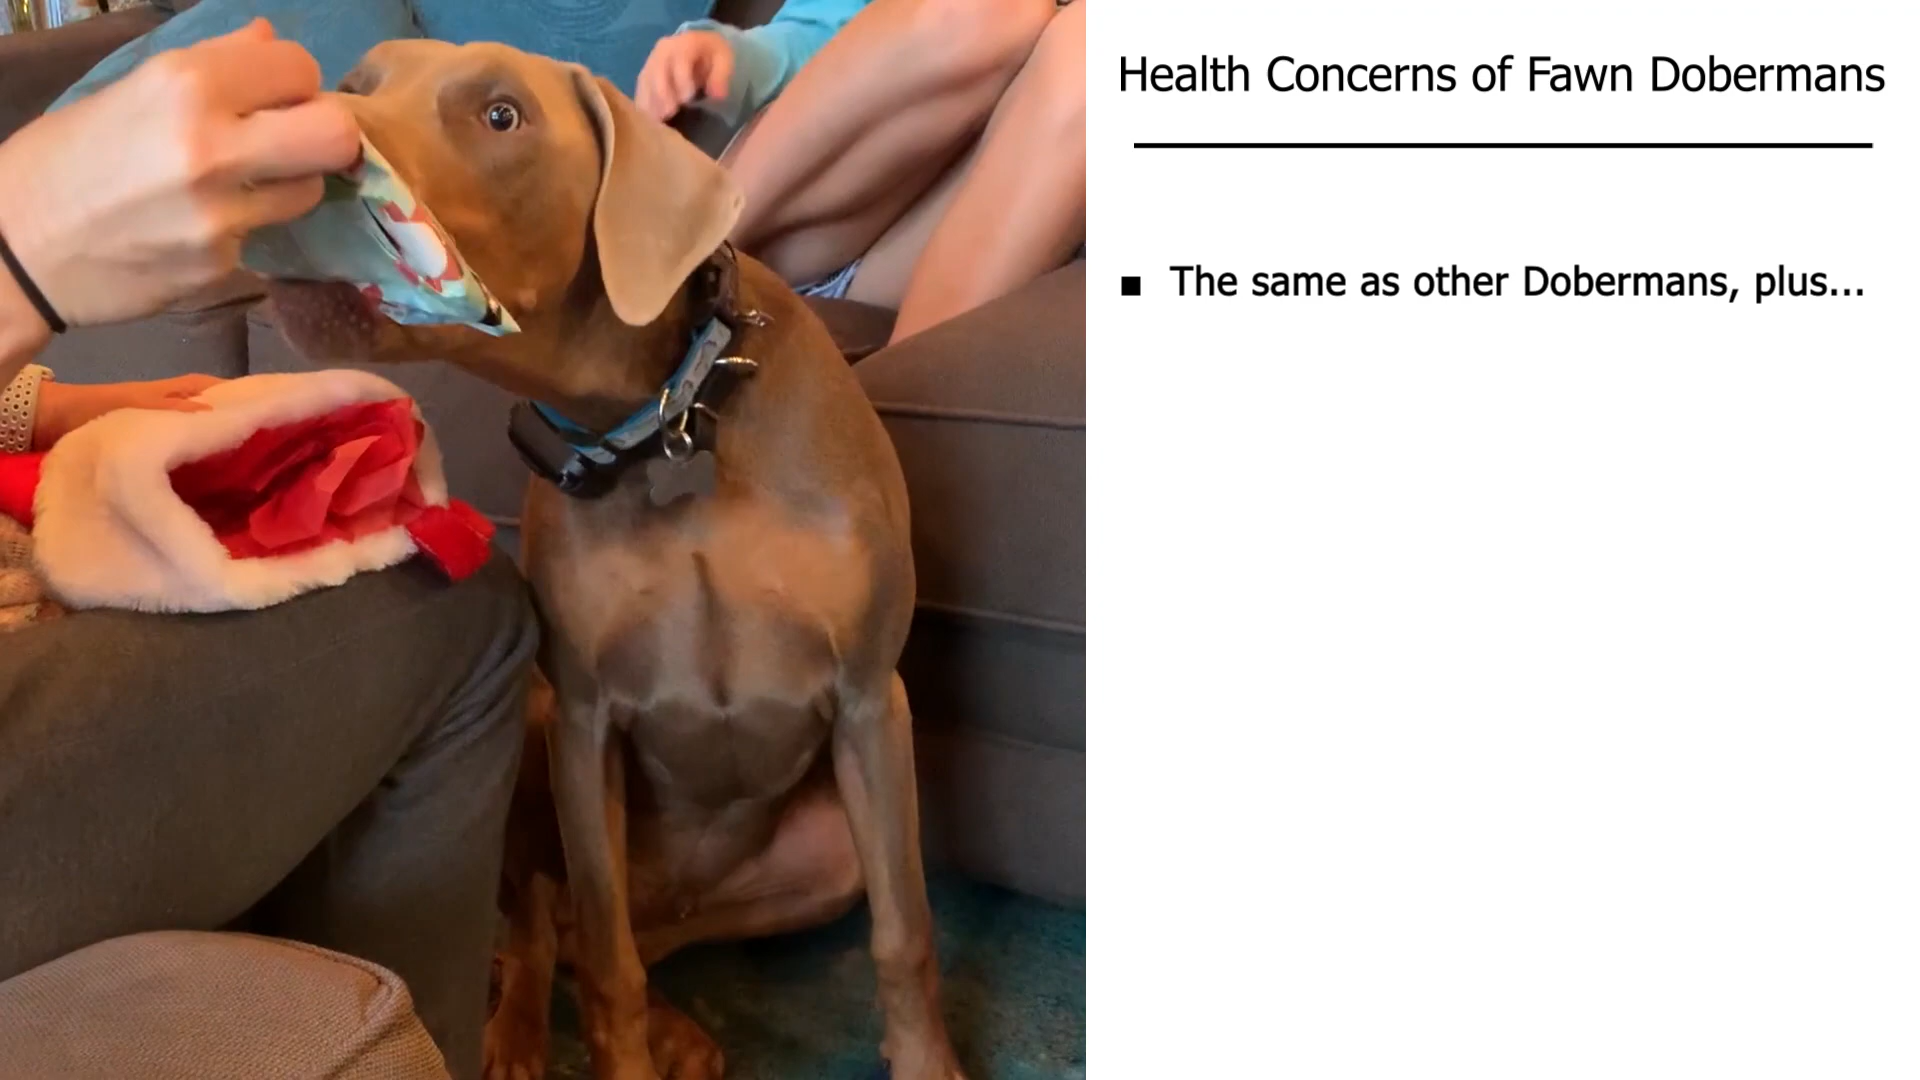 Health Concerns of Fawn Dobermans
▪ The same as other Dobermans, plus...